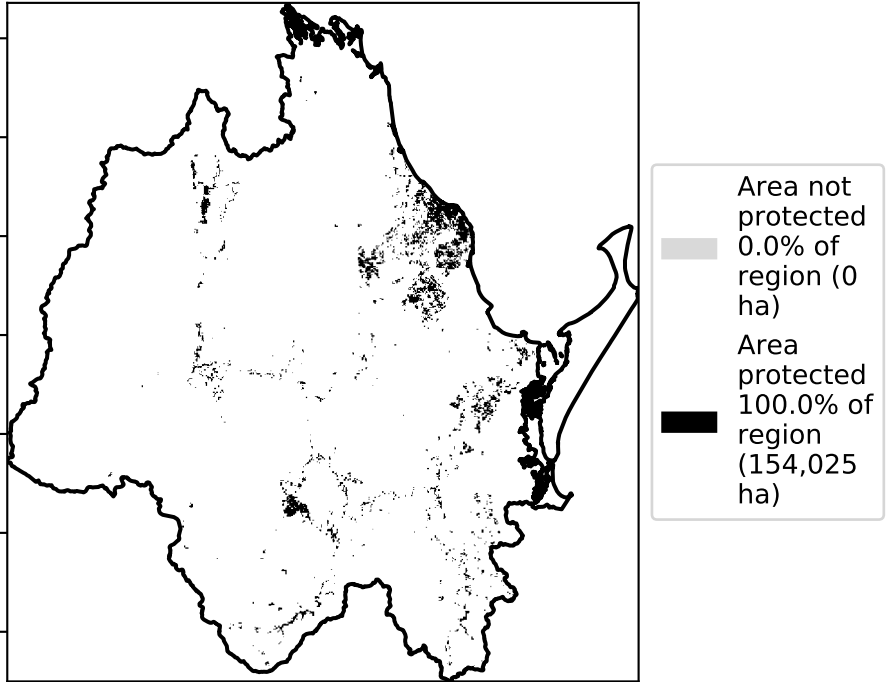 Area not
protected
0.0% of
region (0
ha)
Area
protected
100.0% of
region
(154,025
ha)